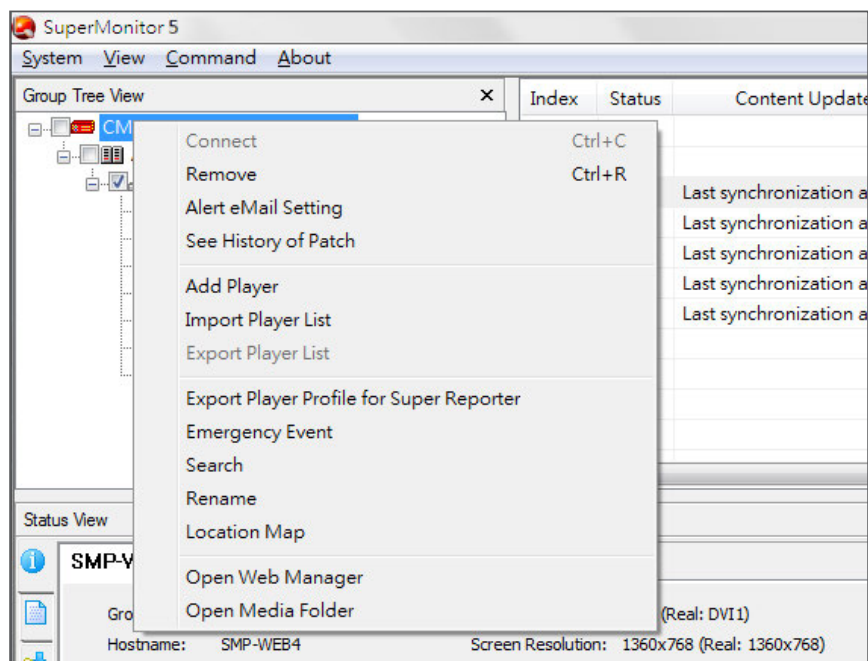 SuperMonitor 5
System View Command About
Group Tree View
Index Status Content Update
CM
Connect Ctrl+C
Remove Ctrl+R
Alert eMail Setting
See History of Patch
Add Player
Import Player List
Export Player List
Export Player Profile for Super Reporter
Emergency Event
Search
Rename
Location Map
Open Web Manager
Open Media Folder
Last synchronization a
Last synchronization a
Last synchronization a
Last synchronization a
Last synchronization a
Status View
SMP-
Gro
(Real: DVI1)
Hostname: SMP-WEB4 Screen Resolution: 1360x768 (Real: 1360x768)